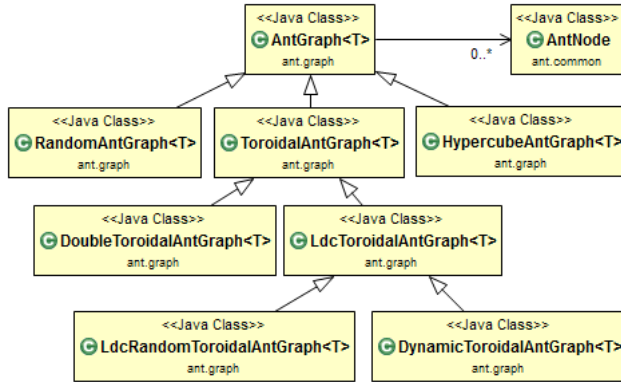 <<Java Class>>
AntGraph<T>
ant.graph
<<Java Class>>
AntNode
ant.common
0..*
<<Java Class>>
RandomAntGraph<T>
ant.graph
<<Java Class>>
ToroidalAntGraph<T>
ant.graph
<<Java Class>>
HypercubeAntGraph<T>
ant.graph
<<Java Class>>
DoubleToroidalAntGraph<T>
ant.graph
<<Java Class>>
LdcToroidalAntGraph<T>
ant.graph
<<Java Class>>
LdcRandomToroidalAntGraph<T>
ant.graph
<<Java Class>>
DynamicToroidalAntGraph<T>
ant.graph